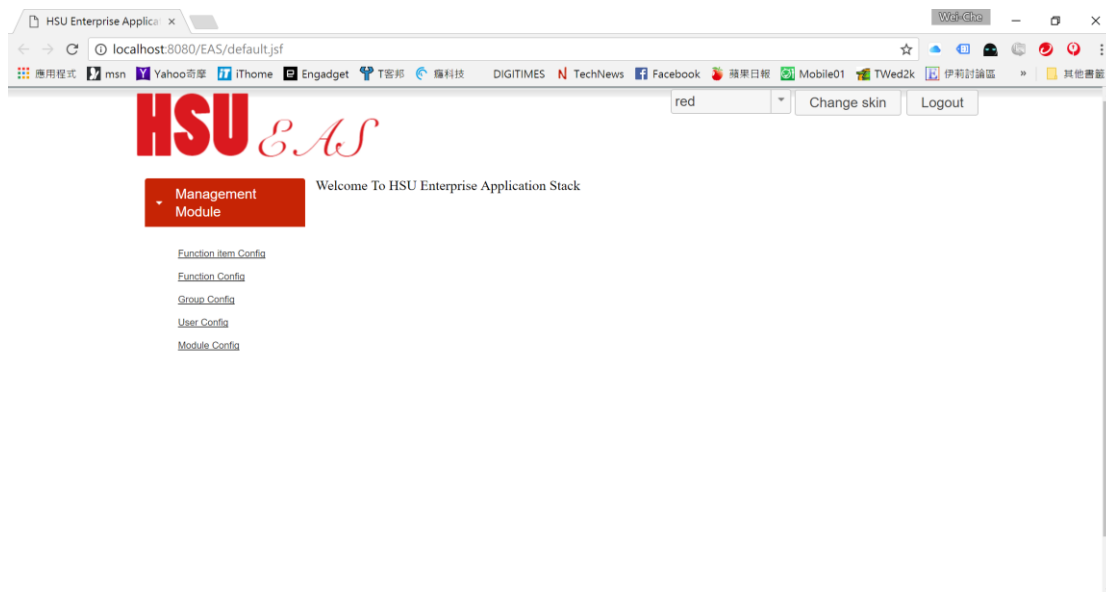 HSU Enterprise Applicat
Wei-Che
localhost:8080/EAS/default.jsf
應用程式 msn Yahoo奇摩 iThome Engadget T客邦 癮科技 DIGITIMES TechNews Facebook 蘋果日報 Mobile01 TWed2k 伊莉討論區 » 其他書籤
HSU EAS
red Change skin Logout
Management
Module
Welcome To HSU Enterprise Application Stack
Function item Config
Function Config
Group Config
User Config
Module Config